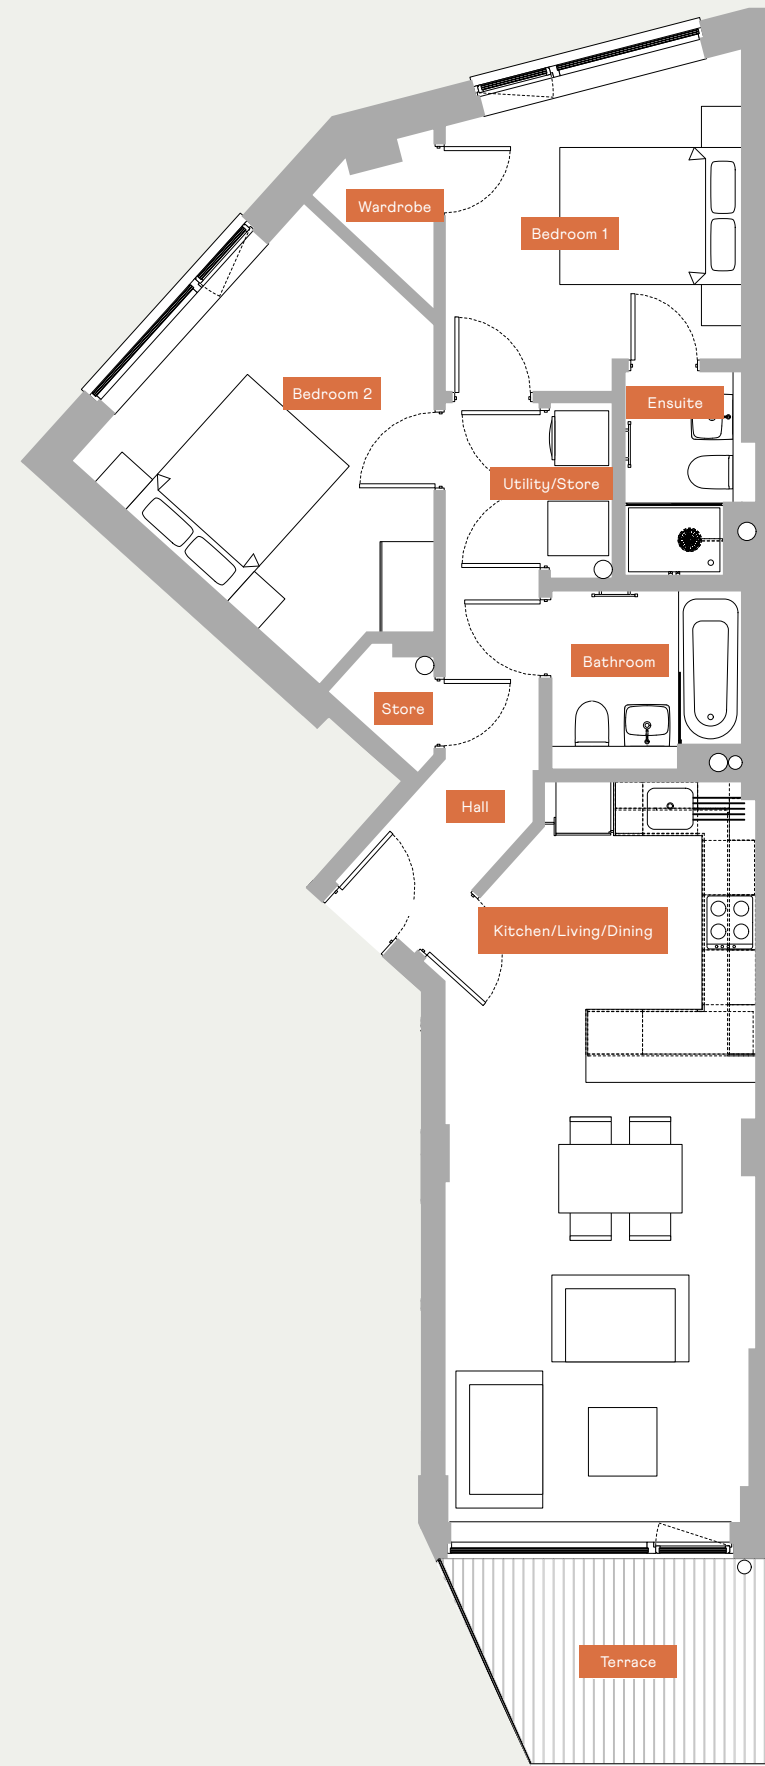 Wardrobe
Bedroom 1
Bedroom 2
Ensuite
Utility/Store
Bathroom
Store
Hall
Kitchen/Living/Dining
Terrace